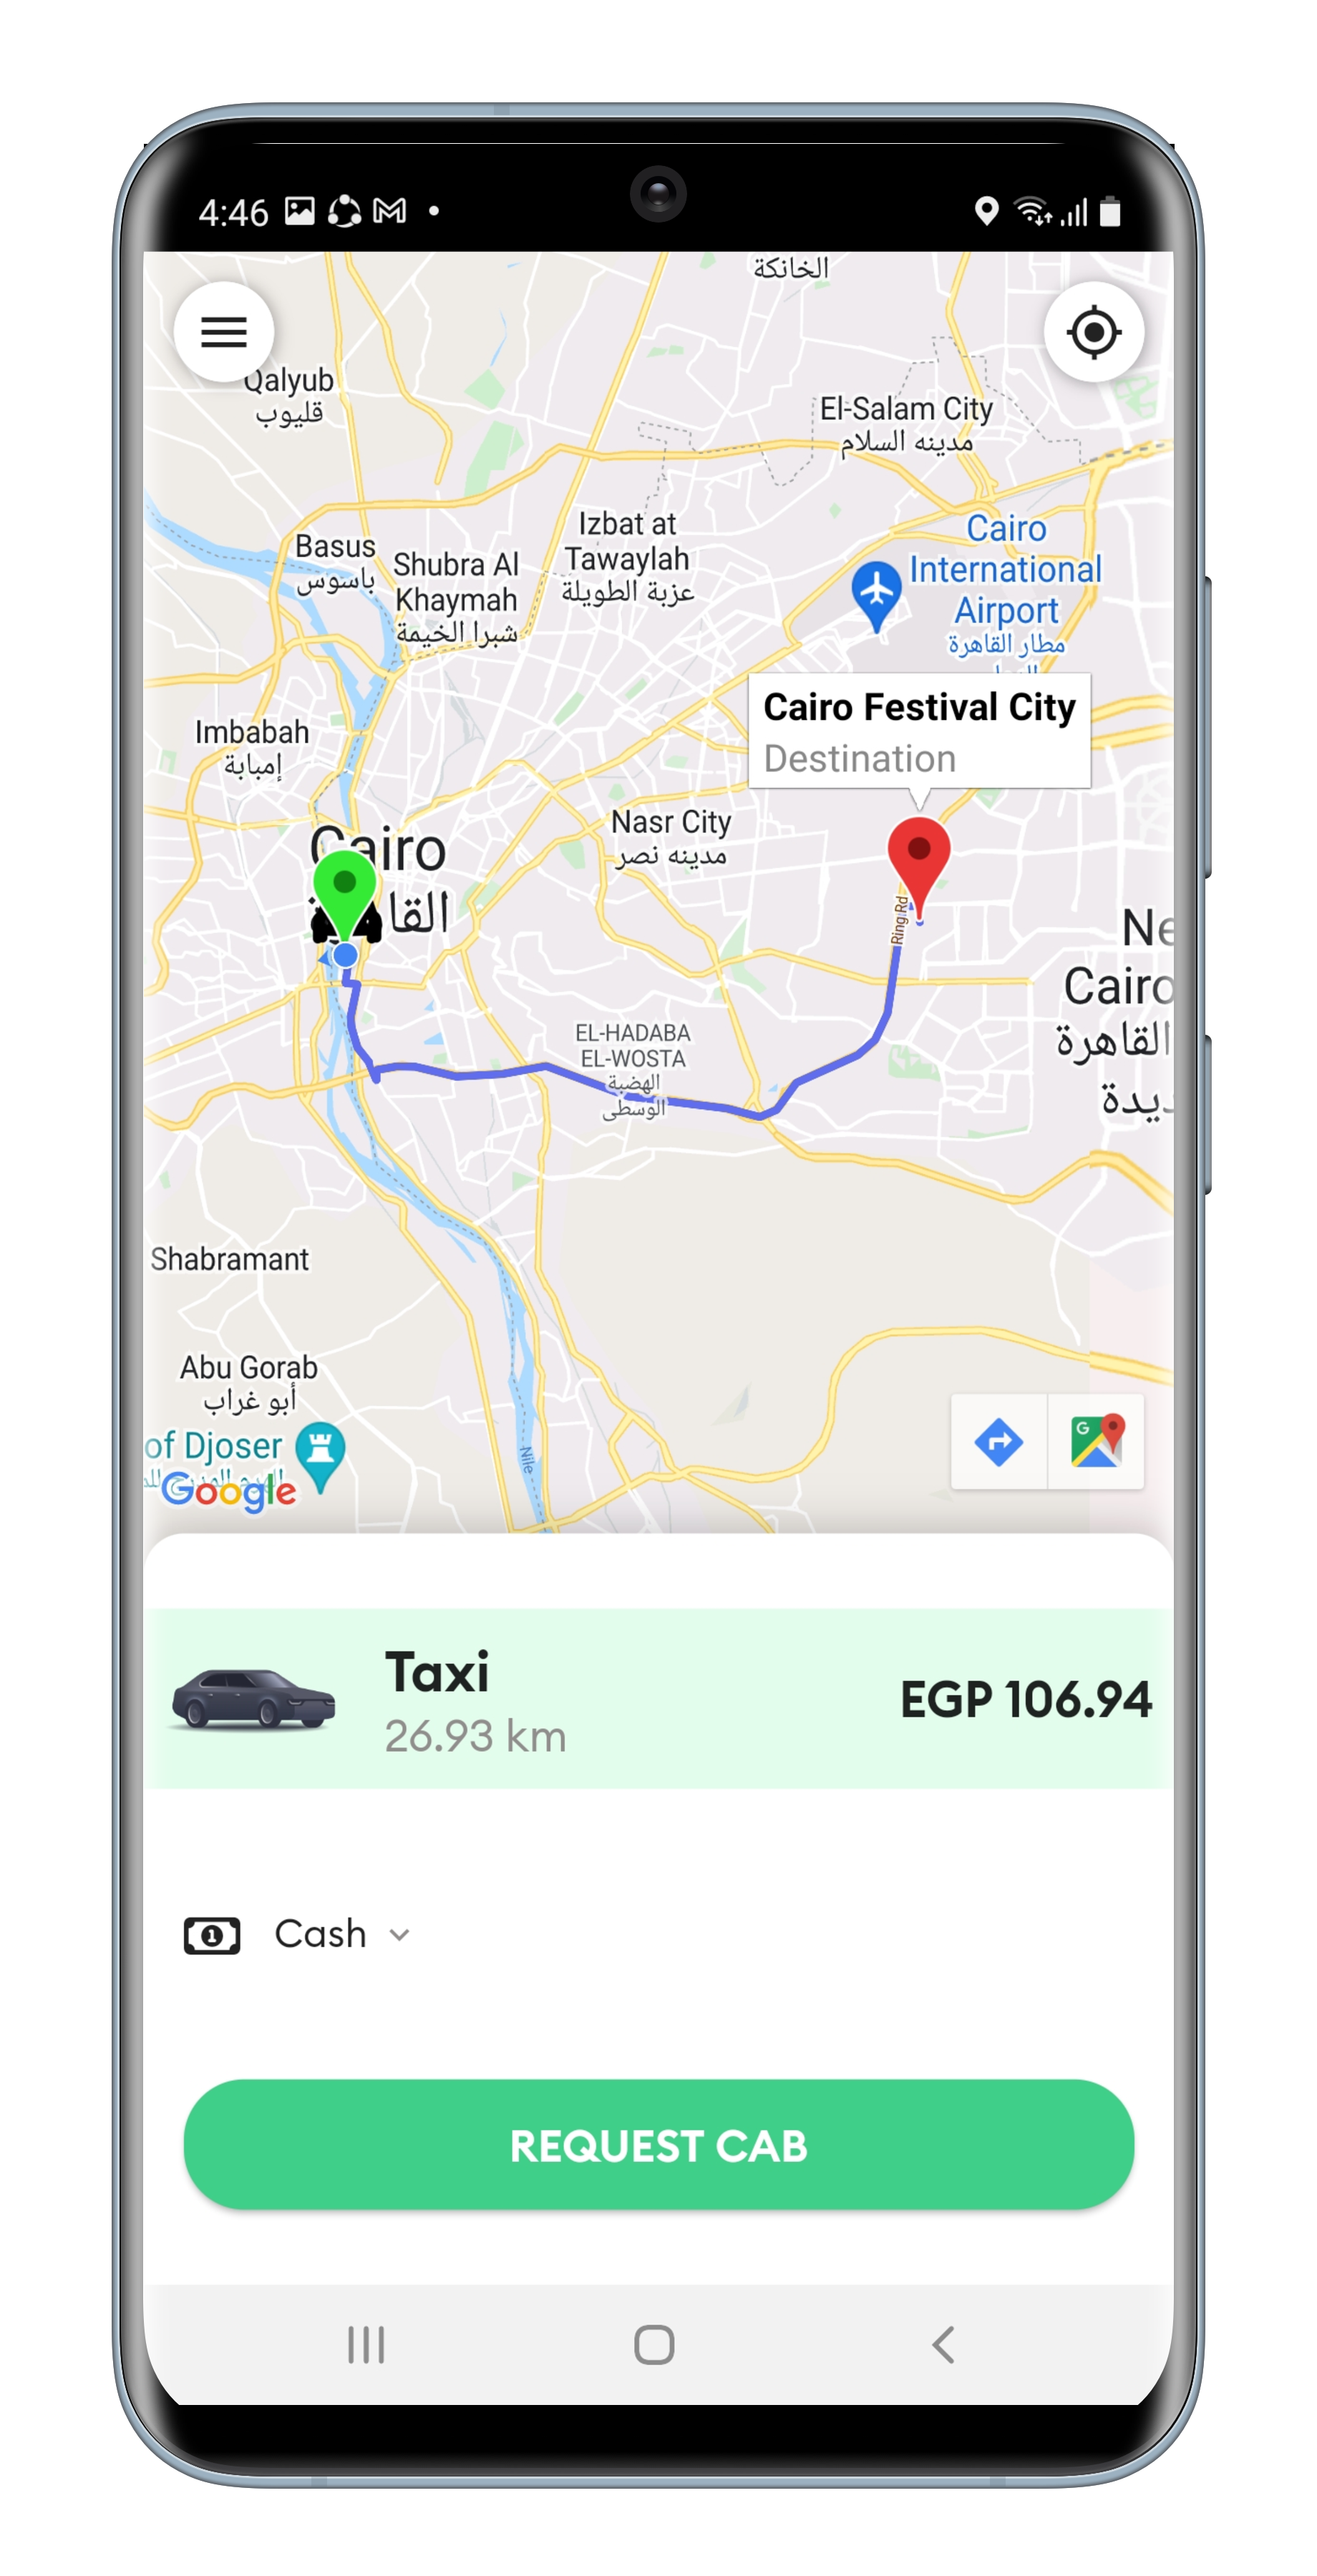 4:46
الخانكة
Qalyub
قليوب
El-Salam City
مدينه السلام
Cairo
International
Airport
مطار القاهرة
Izbat at
Tawaylah
عزبة الطويلة
Basus
باسوس
Shubra Al
Khaymah
شبرا الخيمة
Cairo Festival City
Destination
Imbabah
إمبابة
Nasr City
مدينه نصر
Cairo
Ring Rd
Ne
Cairo
القاهرة
EL-HADABA
EL-WOSTA
الهضبة
الوسطى
Shabramant
Abu Gorab
أبو غراب
of Djoser
Google
Nile
G
Taxi
26.93 km
EGP 106.94
1
Cash
REQUEST CAB